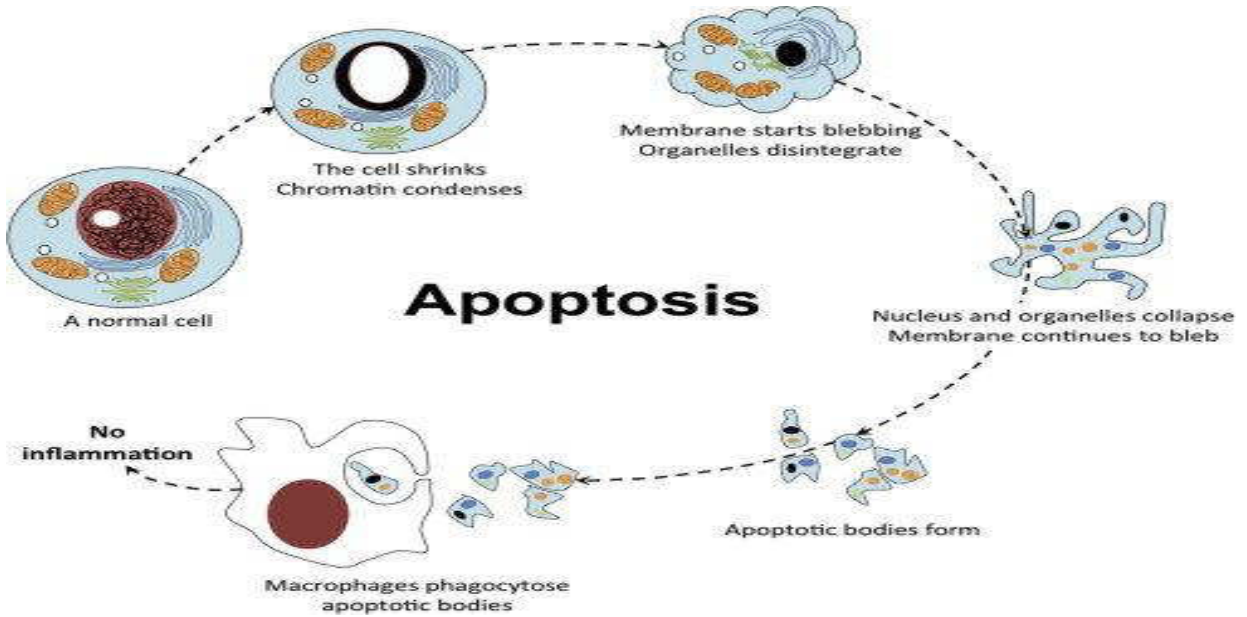 A normal cell
The cell shrinks
Chromatin condenses
Membrane starts blebbing
Organelles disintegrate
Apoptosis
Nucleus and organelles collapse
Membrane continues to bleb
Apoptotic bodies form
Macrophages phagocytose
apoptotic bodies
No
inflammation